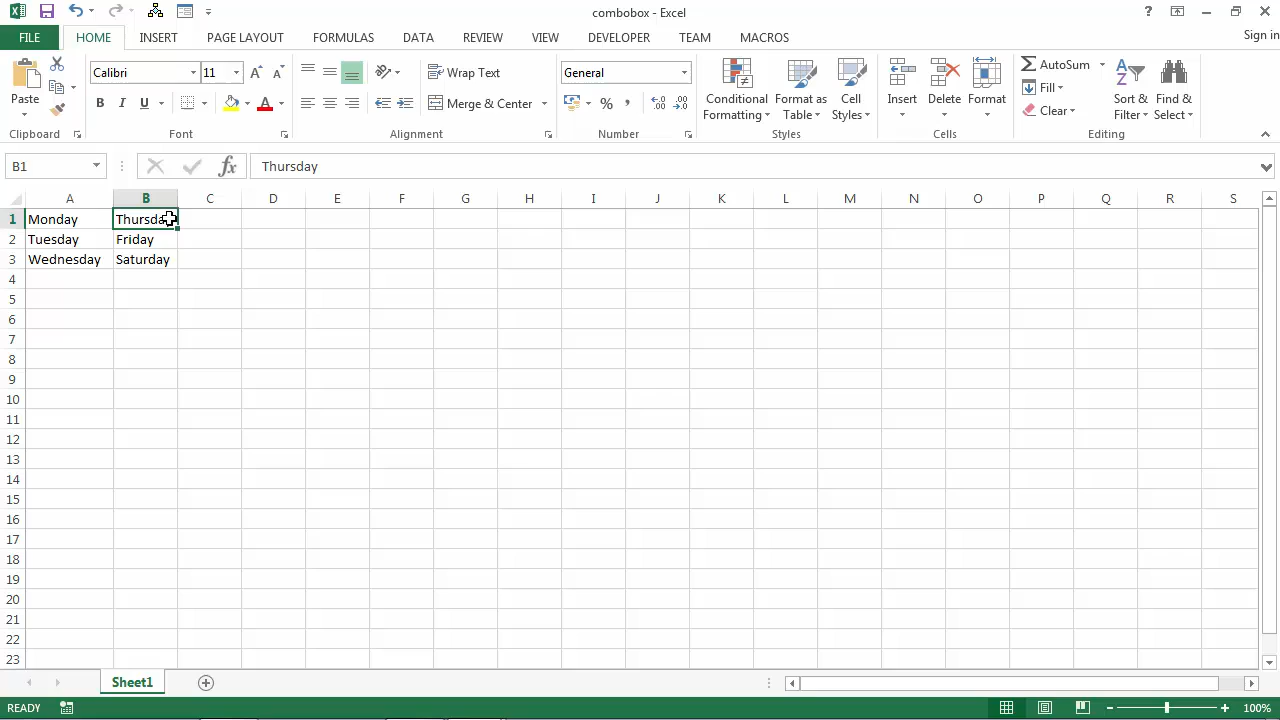 combobox - Excel
?
FILE HOME INSERT PAGE LAYOUT FORMULAS DATA REVIEW VIEW DEVELOPER TEAM MACROS Sign in
Paste
Calibri 11
B I U A
Wrap Text
Merge & Center
General
% ,
Conditional Formatting
Format as Table
Cell Styles
Insert
Delete
Format
AutoSum
Fill
Clear
Sort & Filter
Find & Select
Clipboard Font Alignment Number Styles Cells Editing
B1 fx Thursday
A B C D E F G H I J K L M N O P Q R S
1 Monday Thursday
2 Tuesday Friday
3 Wednesday Saturday
4
5
6
7
8
9
10
11
12
13
14
15
16
17
18
19
20
21
22
23
Sheet1
READY 100%